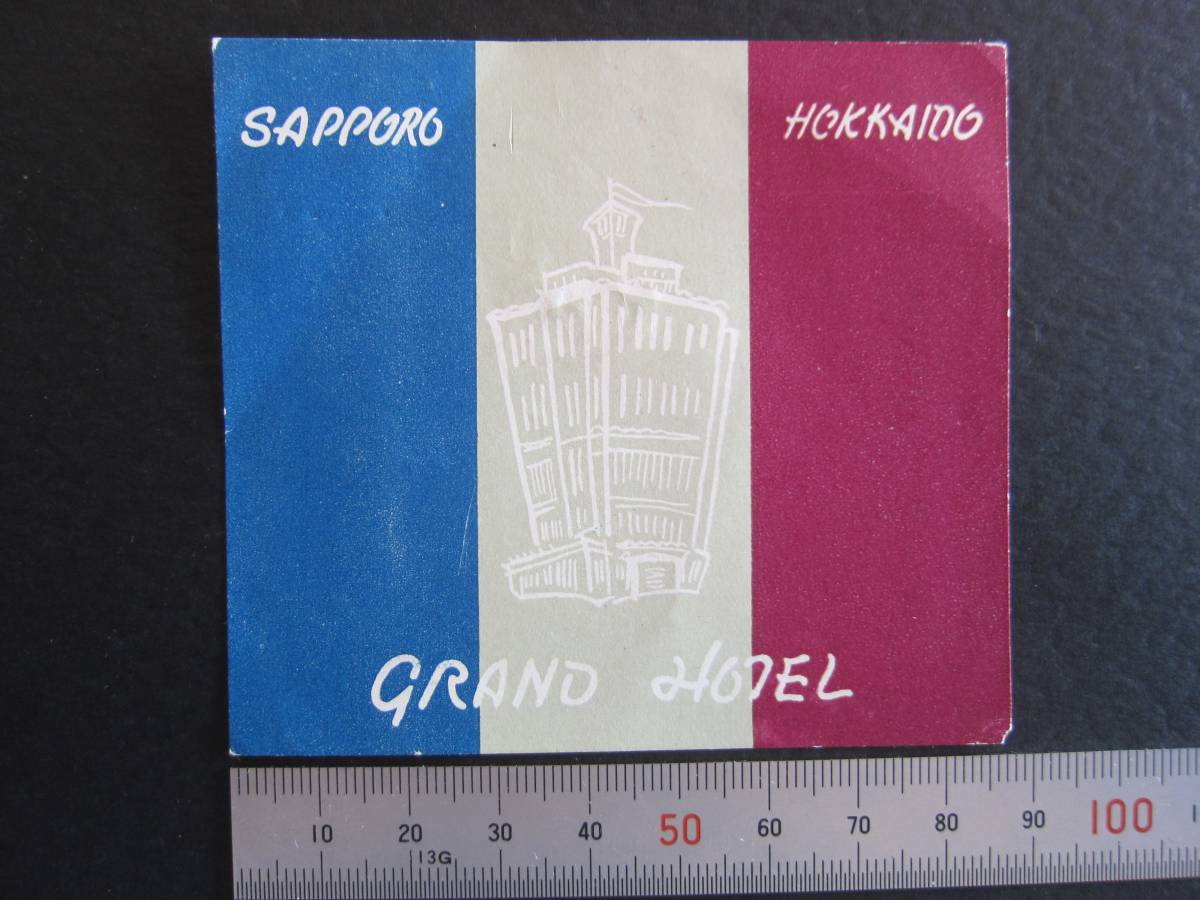 SAPPORO HOKKAIDO
GRAND HOTEL
10 20 30 40 50 60 70 80 90 100
13G